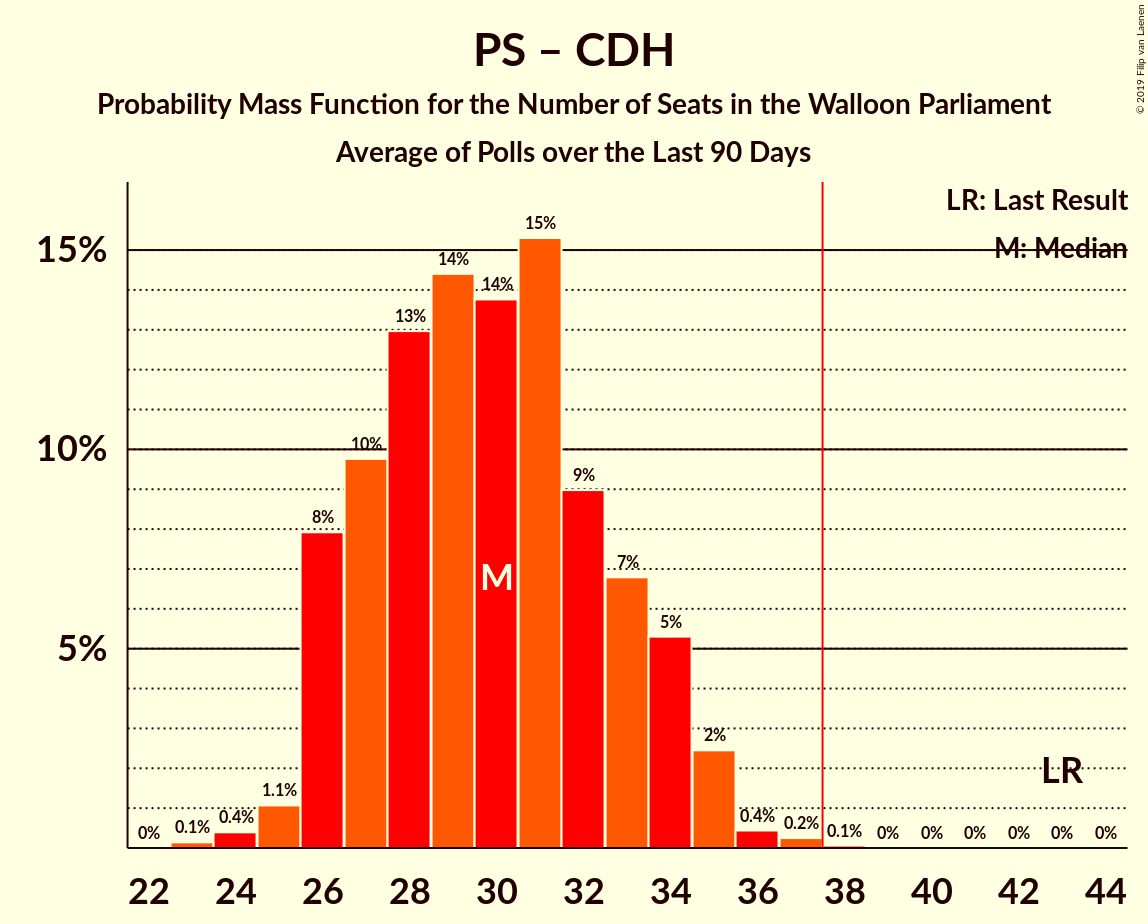 PS – CDH
Probability Mass Function for the Number of Seats in the Walloon Parliament
Average of Polls over the Last 90 Days
© 2019 Filip van Laenen
LR: Last Result
M: Median
15%
10%
5%
0%
0.1%
0.4%
1.1%
8%
10%
13%
14%
14%
15%
9%
7%
5%
2%
0.4%
0.2%
0.1%
0%
0%
0%
0%
0%
0%
M
LR
22 24 26 28 30 32 34 36 38 40 42 44